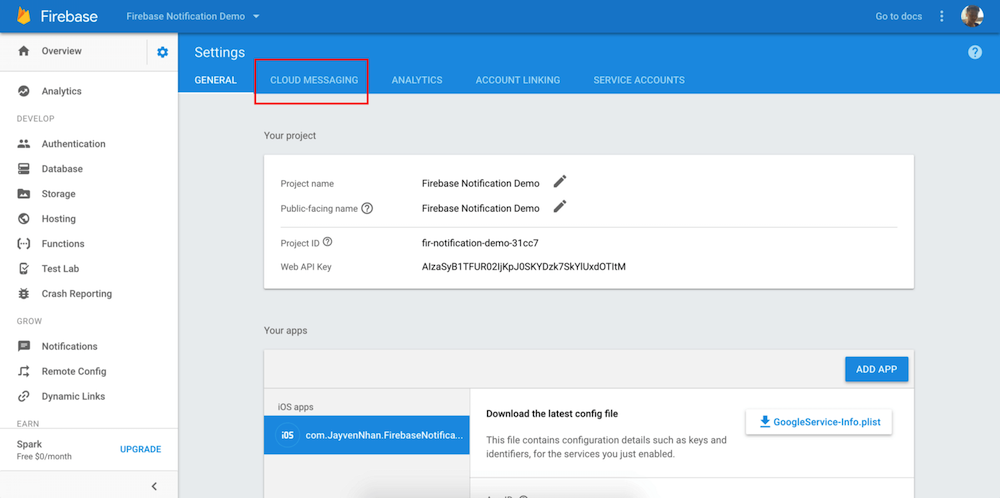 Firebase
Firebase Notification Demo
Go to docs
Overview
Settings
GENERAL CLOUD MESSAGING ANALYTICS ACCOUNT LINKING SERVICE ACCOUNTS
Analytics
DEVELOP
Authentication
Database
Storage
Hosting
Functions
Test Lab
Crash Reporting
GROW
Notifications
Remote Config
Dynamic Links
EARN
Spark
Free $0/month
UPGRADE
Your project
Project name Firebase Notification Demo
Public-facing name Firebase Notification Demo
Project ID fir-notification-demo-31cc7
Web API Key AIzaSyB1TFUR02IjKpJ0SKYDzk7SkYlUxdOTItM
Your apps
ADD APP
iOS apps
iOS com.JayvenNhan.FirebaseNotifica...
Download the latest config file
This file contains configuration details such as keys and
identifiers, for the services you just enabled.
GoogleService-Info.plist